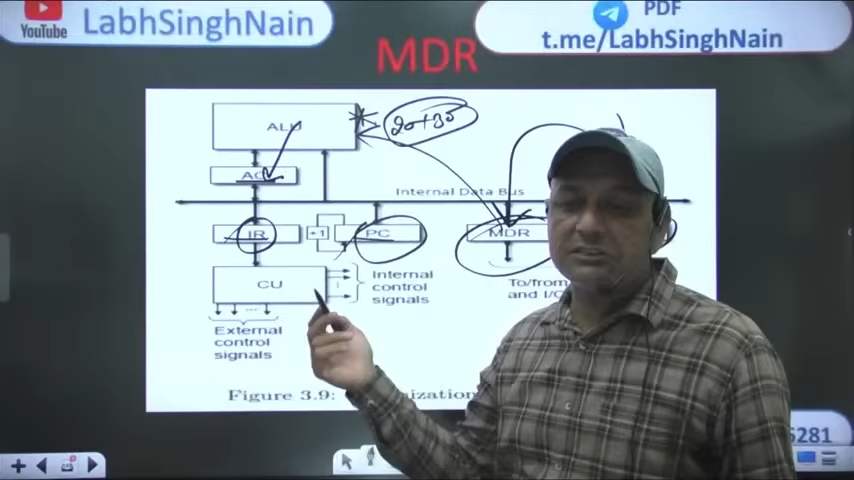 YouTube
LabhSinghNain
PDF
t.me/LabhSinghNain
MDR
ALU
20+35
AC
Internal Data Bus
IR
+1
PC
MDR
CU
Internal
control
signals
To/from
and I/O
External
control
signals
Figure 3.9:
6281